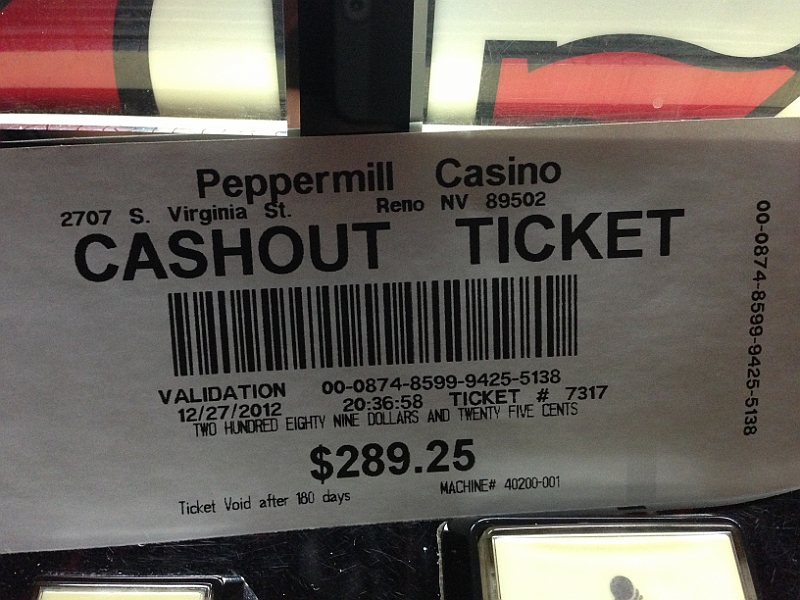 Peppermill Casino
2707 S. Virginia St. Reno NV 89502
CASHOUT TICKET
VALIDATION 00-0874-8599-9425-5138
12/27/2012 20:36:58 TICKET # 7317
TWO HUNDRED EIGHTY NINE DOLLARS AND TWENTY FIVE CENTS
$289.25
Ticket Void after 180 days MACHINE# 40200-001
00-0874-8599-9425-5138